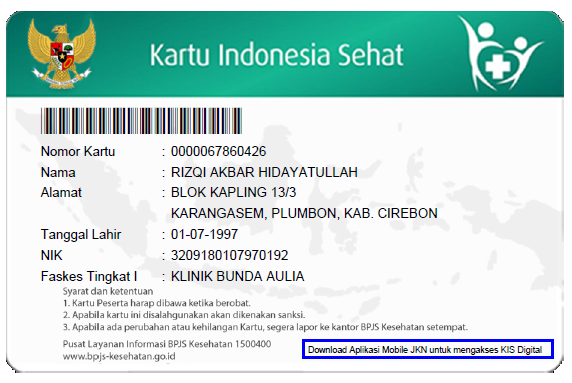 Kartu Indonesia Sehat
Nomor Kartu : 0000067860426
Nama : RIZQI AKBAR HIDAYATULLAH
Alamat : BLOK KAPLING 13/3
KARANGASEM, PLUMBON, KAB. CIREBON
Tanggal Lahir : 01-07-1997
NIK : 3209180107970192
Faskes Tingkat I : KLINIK BUNDA AULIA
Syarat dan ketentuan
1. Kartu Peserta harap dibawa ketika berobat.
2. Apabila kartu ini disalahgunakan akan dikenakan sanksi.
3. Apabila ada perubahan atau kehilangan Kartu, segera lapor ke kantor BPJS Kesehatan setempat.
Pusat Layanan Informasi BPJS Kesehatan 1500400
www.bpjs-kesehatan.go.id
Download Aplikasi Mobile JKN untuk mengakses KIS Digital